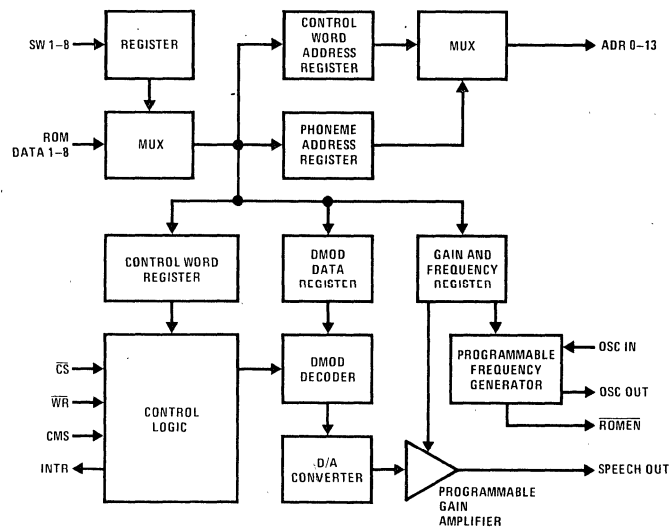 SW 1–8
REGISTER
CONTROL
WORD
ADDRESS
REGISTER
MUX
ADR 0–13
ROM
DATA 1–8
MUX
PHONEME
ADDRESS
REGISTER
CONTROL WORD
REGISTER
DMOD
DATA
REGISTER
GAIN AND
FREQUENCY
REGISTER
CS
WR
CMS
INTR
CONTROL
LOGIC
DMOD
DECODER
PROGRAMMABLE
FREQUENCY
GENERATOR
OSC IN
OSC OUT
ROMEN
D/A
CONVERTER
SPEECH OUT
PROGRAMMABLE
GAIN
AMPLIFIER